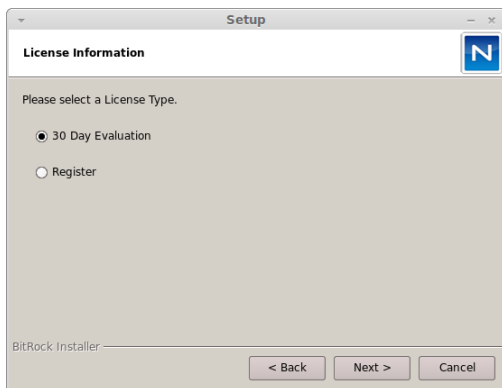 Setup
License Information
N
Please select a License Type.
30 Day Evaluation
Register
BitRock Installer
< Back Next > Cancel